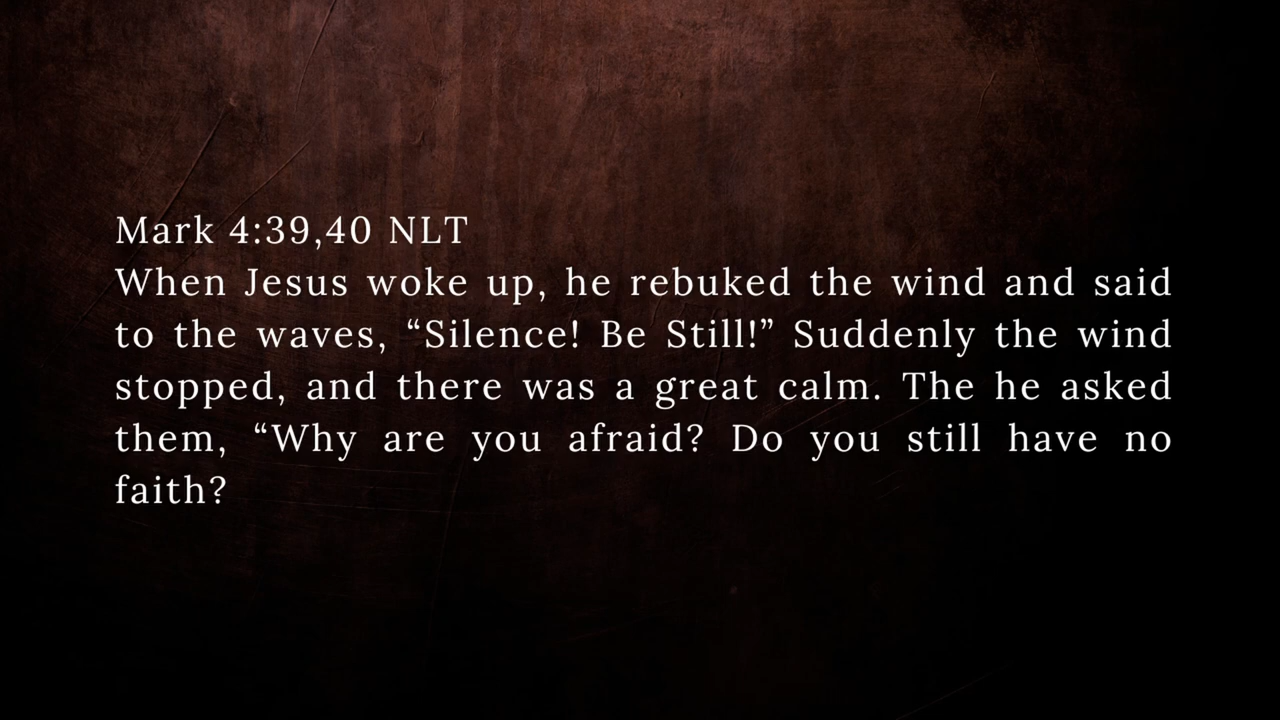 Mark 4:39,40 NLT
When Jesus woke up, he rebuked the wind and said
to the waves, “Silence! Be Still!” Suddenly the wind
stopped, and there was a great calm. The he asked
them, “Why are you afraid? Do you still have no
faith?